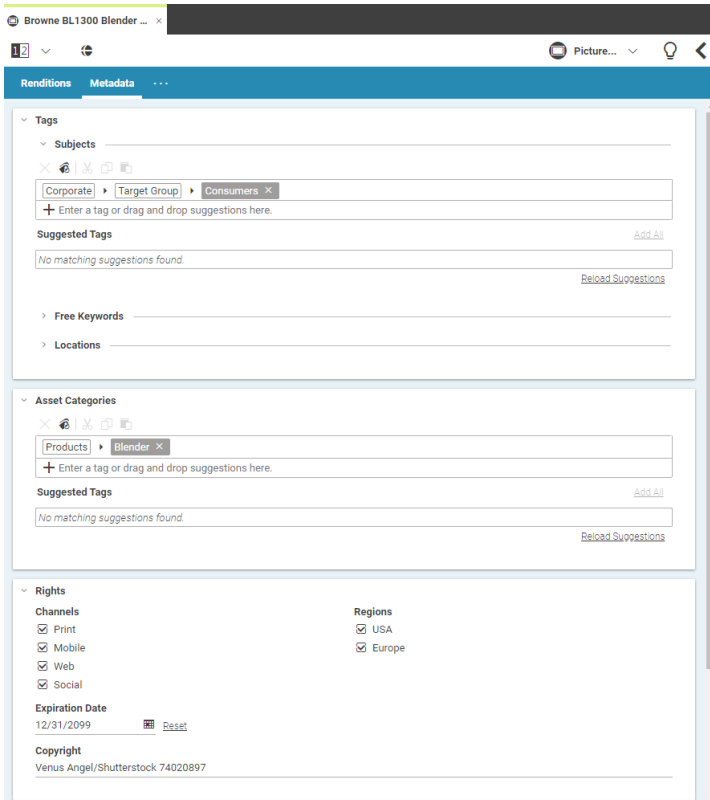 Browne BL1300 Blender ... ×
12
Picture...
Renditions Metadata ...
Tags
Subjects
Corporate Target Group Consumers ×
Enter a tag or drag and drop suggestions here.
Suggested Tags Add All
No matching suggestions found.
Reload Suggestions
Free Keywords
Locations
Asset Categories
Products Blender ×
Enter a tag or drag and drop suggestions here.
Suggested Tags Add All
No matching suggestions found.
Reload Suggestions
Rights
Channels Regions
Print USA
Mobile Europe
Web
Social
Expiration Date
12/31/2099 Reset
Copyright
Venus Angel/Shutterstock 74020897